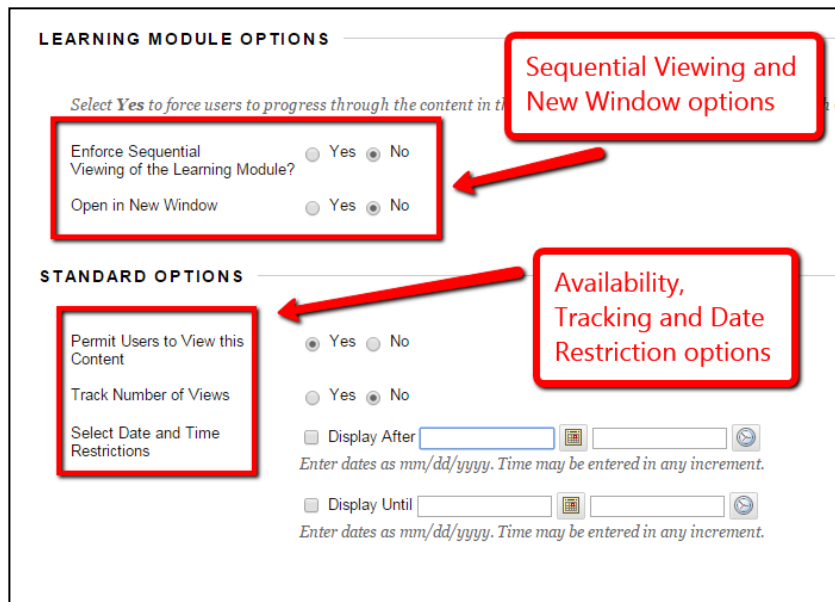 LEARNING MODULE OPTIONS
Sequential Viewing and
New Window options
Select Yes to force users to progress through the content in th
Enforce Sequential
Viewing of the Learning Module?
Yes No
Open in New Window Yes No
STANDARD OPTIONS
Availability,
Tracking and Date
Restriction options
Permit Users to View this
Content
Yes No
Track Number of Views Yes No
Select Date and Time
Restrictions
Display After
Enter dates as mm/dd/yyyy. Time may be entered in any increment.
Display Until
Enter dates as mm/dd/yyyy. Time may be entered in any increment.